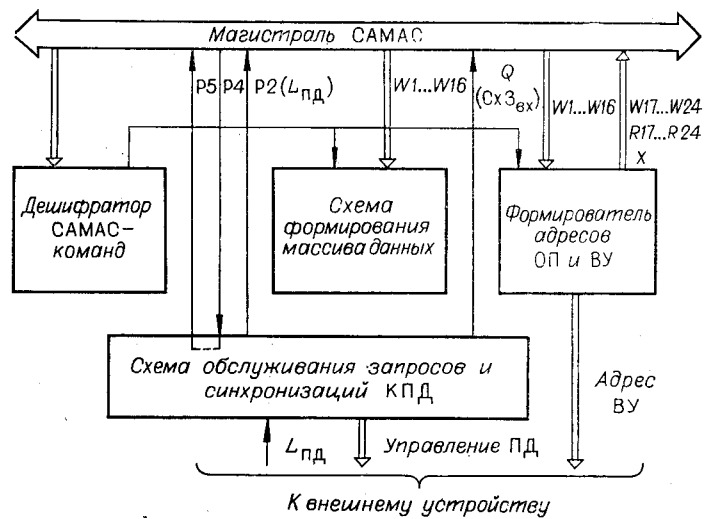 Магистраль САМАС
P5
P4
P2(LПД)
W1...W16
Q
(СхЗвх)
W1...W16
W17...W24
R17...R24
X
Дешифратор
САМАС–
команд
Схема
формирования
массива данных
Формирователь
адресов
ОП и ВУ
Схема обслуживания запросов и
синхронизаций КПД
Адрес
ВУ
LПД
Управление ПД
К внешнему устройству